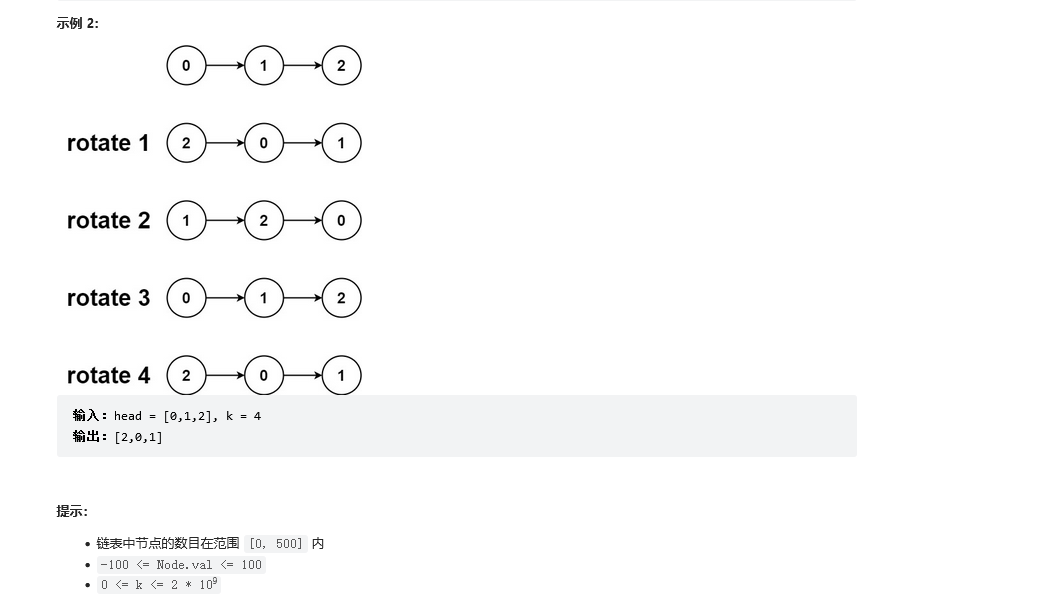 示例 2:
0 1 2
rotate 1 2 0 1
rotate 2 1 2 0
rotate 3 0 1 2
rotate 4 2 0 1
输入：head = [0,1,2], k = 4
输出：[2,0,1]
提示:
• 链表中节点的数目在范围 [0, 500] 内
• -100 <= Node.val <= 100
• 0 <= k <= 2 * 10⁹